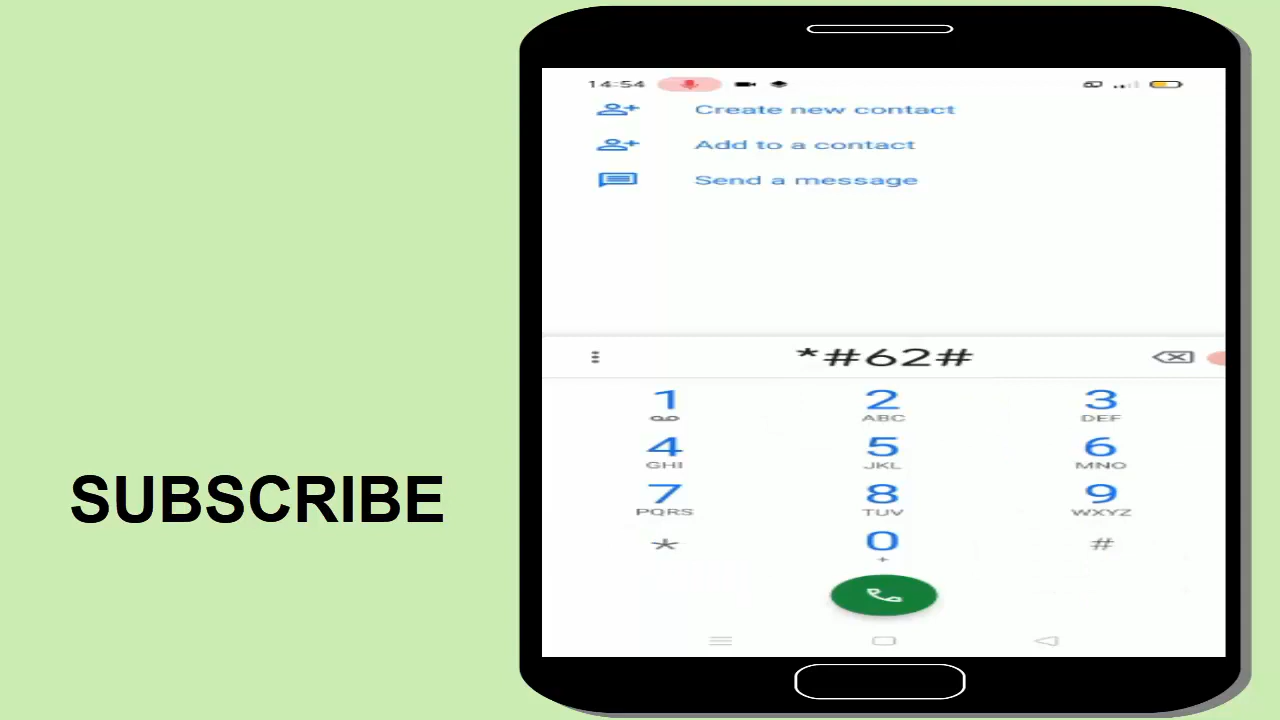 14:54
Create new contact
Add to a contact
Send a message
*#62#
1 2 3
ABC DEF
4 5 6
GHI JKL MNO
7 8 9
PQRS TUV WXYZ
* 0 #
+
SUBSCRIBE